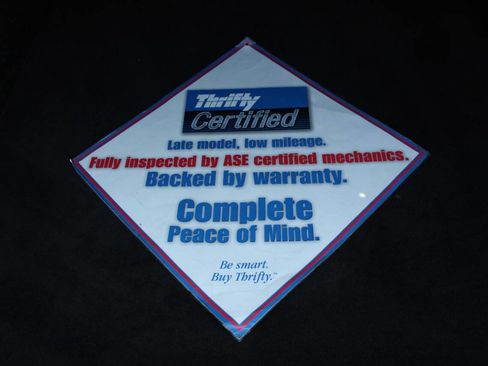 Thrifty
Certified
Late model, low mileage.
Fully inspected by ASE certified mechanics.
Backed by warranty.
Complete
Peace of Mind.
Be smart.
Buy Thrifty.™